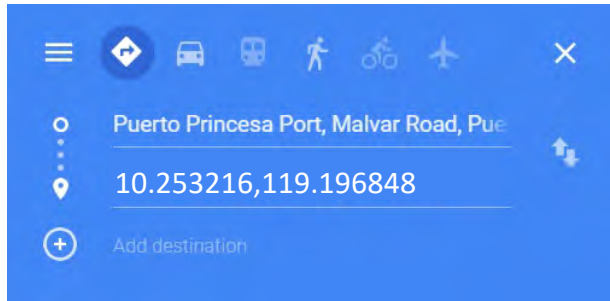 Puerto Princesa Port, Malvar Road, Pue
10.253216,119.196848
Add destination